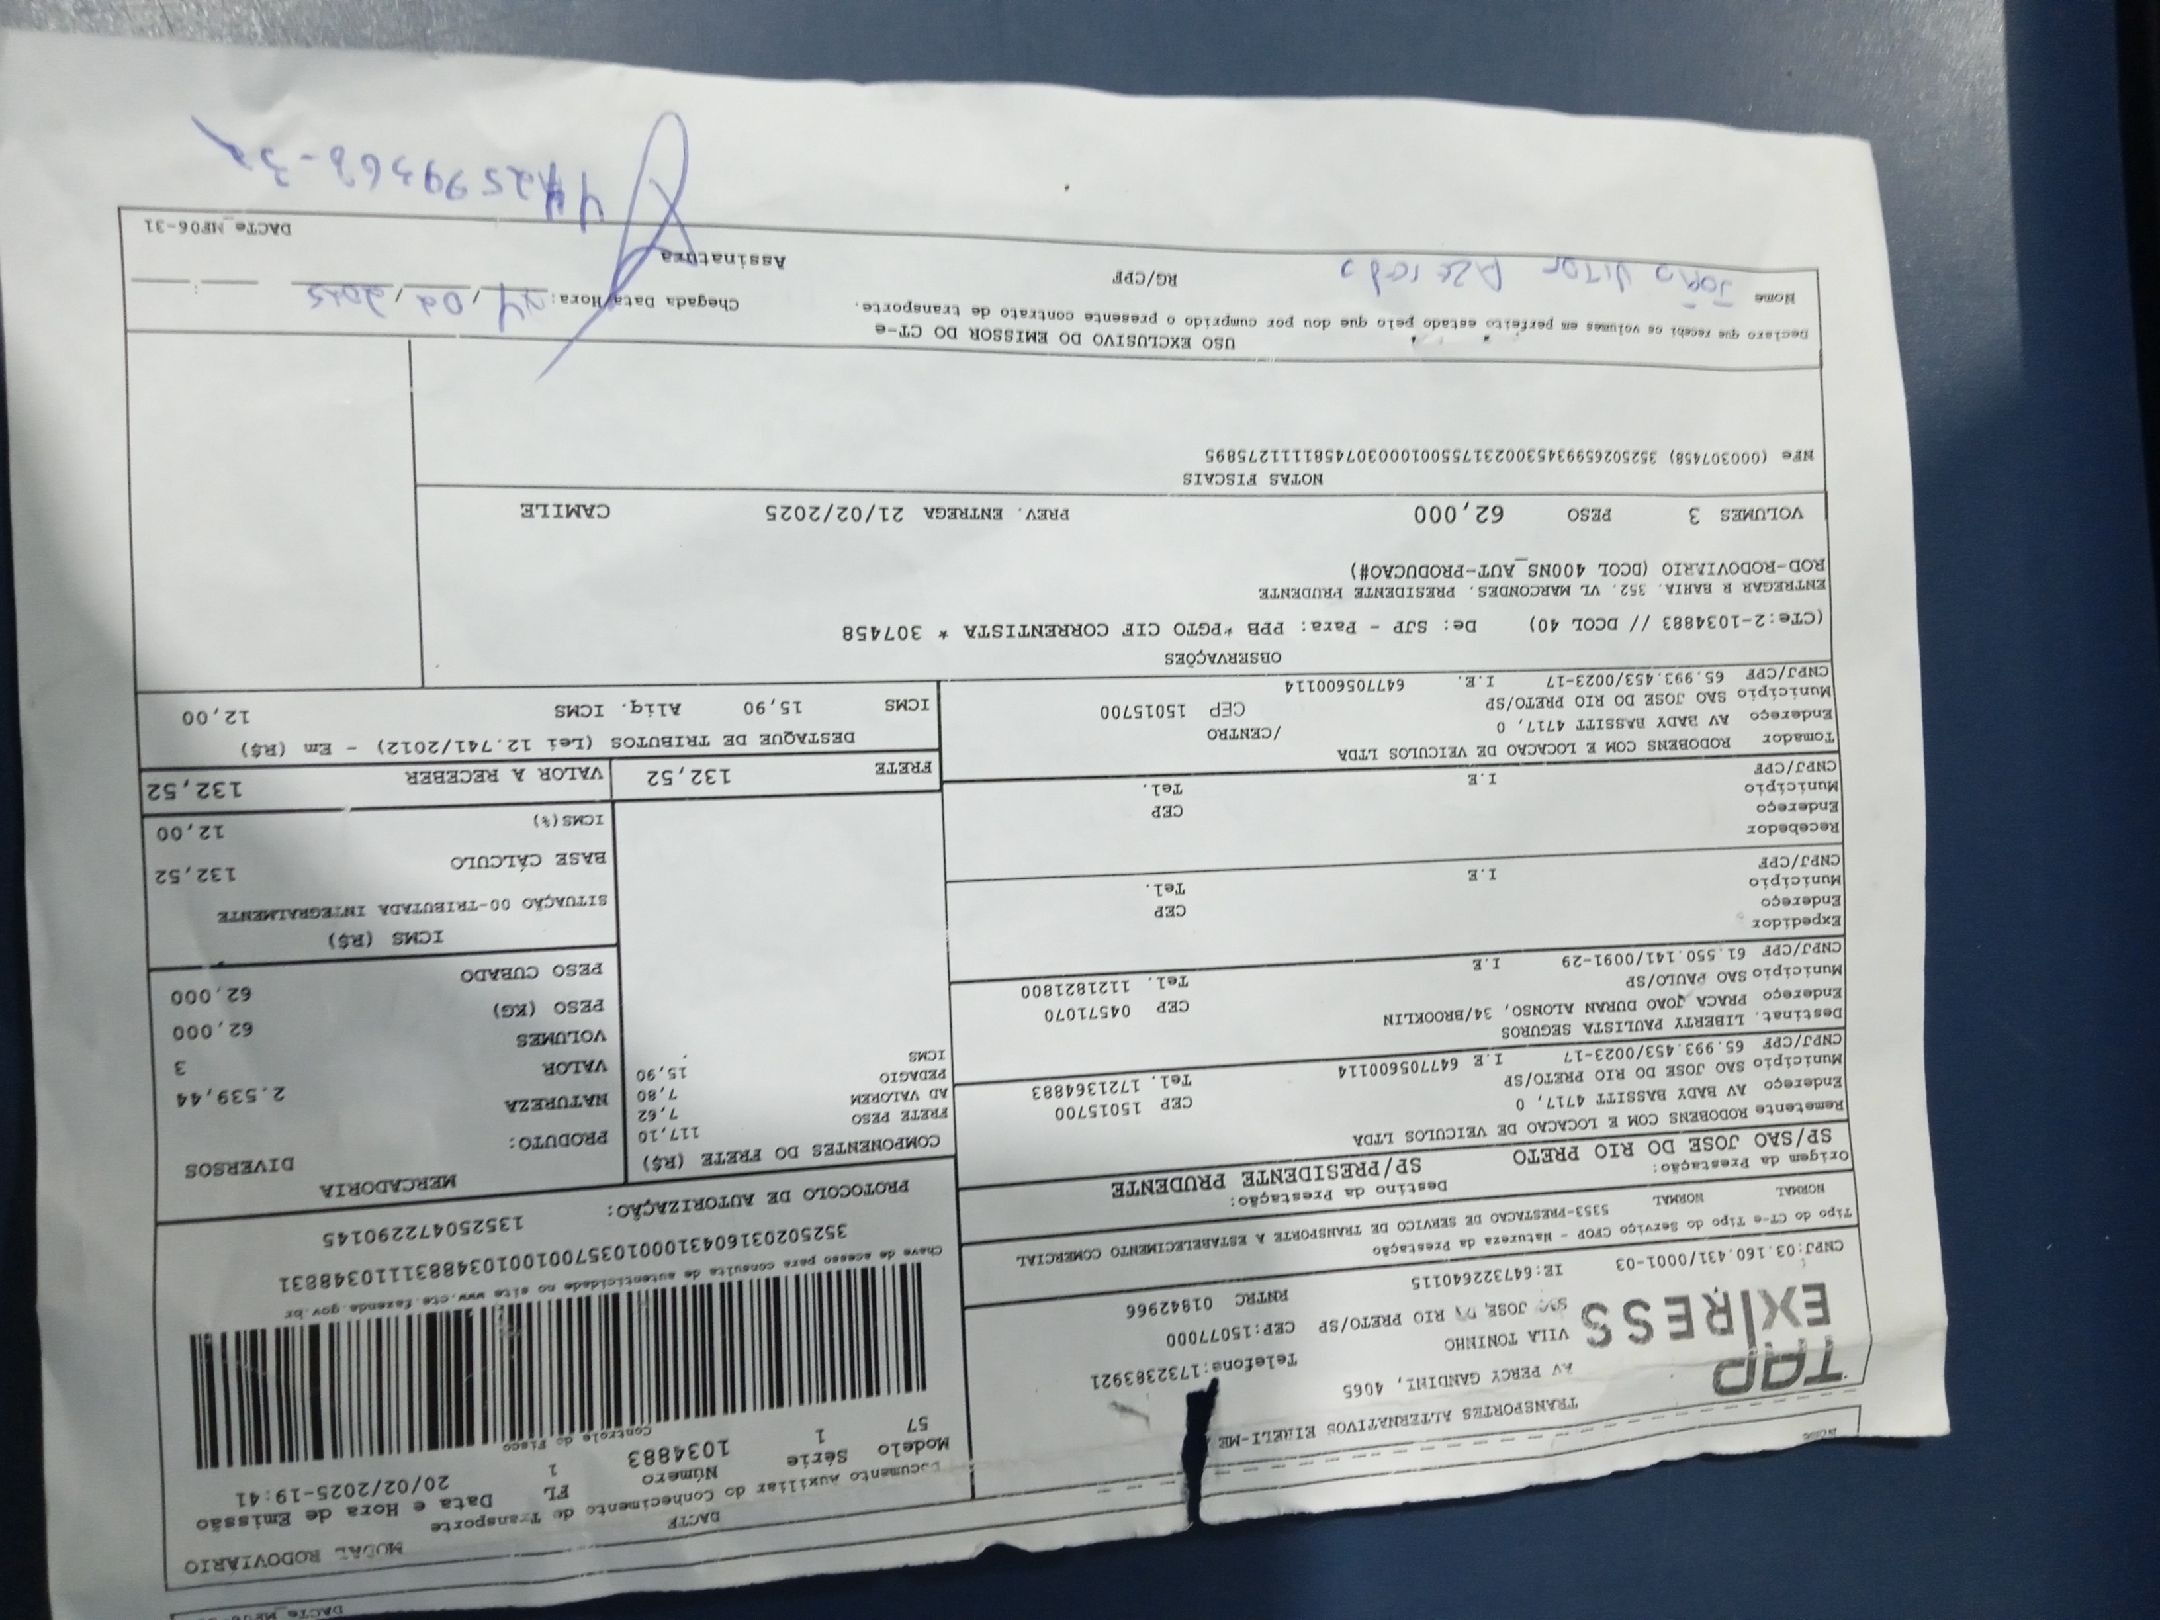 DACTe_MF06-31
MODAL RODOVIÁRIO
DACTE
Documento Auxiliar do Conhecimento de Transporte
Modelo Série Número FL Data e Hora de Emissão
57 1 1034883 1 20/02/2025-19:41
Controle do Fisco
Chave de acesso para consulta de autenticidade no site www.cte.fazenda.gov.br
35250203160431000103570010010348831110348831
PROTOCOLO DE AUTORIZAÇÃO: 135250472290145
TQP
EXPRESS
TRANSPORTES ALTERNATIVOS EIRELI-ME
AV PERCY GANDINI, 4065
VILA TONINHO Telefone:1732383921
SAO JOSE DO RIO PRETO/SP CEP:15077000
CNPJ:03.160.431/0001-03 IE:64732640115 RNTRC 01842966
Tipo do CT-e Tipo do Serviço CFOP - Natureza da Prestação
NORMAL NORMAL 5353-PRESTACAO DE SERVICO DE TRANSPORTE A ESTABELECIMENTO COMERCIAL
Origem da Prestação: Destino da Prestação:
SP/SAO JOSE DO RIO PRETO SP/PRESIDENTE PRUDENTE
Remetente RODOBENS COM E LOCACAO DE VEICULOS LTDA
Endereço AV BADY BASSITT 4717, 0 CEP 15015700
Município SAO JOSE DO RIO PRETO/SP Tel. 1721364883
CNPJ/CPF 65.993.453/0023-17 I.E 647705600114
Destinat. LIBERTY PAULISTA SEGUROS
Endereço PRACA JOAO DURAN ALONSO, 34/BROOKLIN CEP 04571070
Município SAO PAULO/SP Tel. 1121821800
CNPJ/CPF 61.550.141/0091-29 I.E
Expedidor
Endereço CEP
Município Tel.
CNPJ/CPF I.E
Recebedor
Endereço CEP
Município Tel.
CNPJ/CPF I.E
Tomador RODOBENS COM E LOCACAO DE VEICULOS LTDA
Endereço AV BADY BASSITT 4717, 0 /CENTRO
Município SAO JOSE DO RIO PRETO/SP CEP 15015700
CNPJ/CPF 65.993.453/0023-17 I.E. 647705600114
COMPONENTES DO FRETE (R$)
FRETE PESO 117,10
AD VALOREM 7,62
PEDAGIO 7,80
ICMS 15,90
MERCADORIA
PRODUTO: DIVERSOS
NATUREZA
VALOR 2.539,44
VOLUMES 3
PESO (KG) 62,000
PESO CUBADO 62,000
ICMS (R$)
SITUAÇÃO 00-TRIBUTADA INTEGRALMENTE
BASE CÁLCULO 132,52
ICMS(%) 12,00
FRETE 132,52 VALOR A RECEBER 132,52
DESTAQUE DE TRIBUTOS (Lei 12.741/2012) - Em (R$)
ICMS 15,90 Aliq. ICMS 12,00
OBSERVAÇÕES
(CTe:2-1034883 // DCOL 40) De: SJP - Para: PPB *PGTO CIF CORRENTISTA * 307458
ENTREGAR R BAHIA. 352. VL MARCONDES. PRESIDENTE PRUDENTE
ROD-RODOVIARIO (DCOL 400NS_AUT-PRODUCAO#)
VOLUMES 3 PESO 62,000 PREV. ENTREGA 21/02/2025 CAMILE
NOTAS FISCAIS
NFe (000307458) 35250265993453002317550010003074581111275895
USO EXCLUSIVO DO EMISSOR DO CT-e
Declaro que recebi os volumes em perfeito estado pelo que dou por cumprido o presente contrato de transporte.
Nome João Vitor Azevedo RG/CPF Assinatura
Chegada Data/Hora: 24/02/2025 :
DACTe_MF06-31